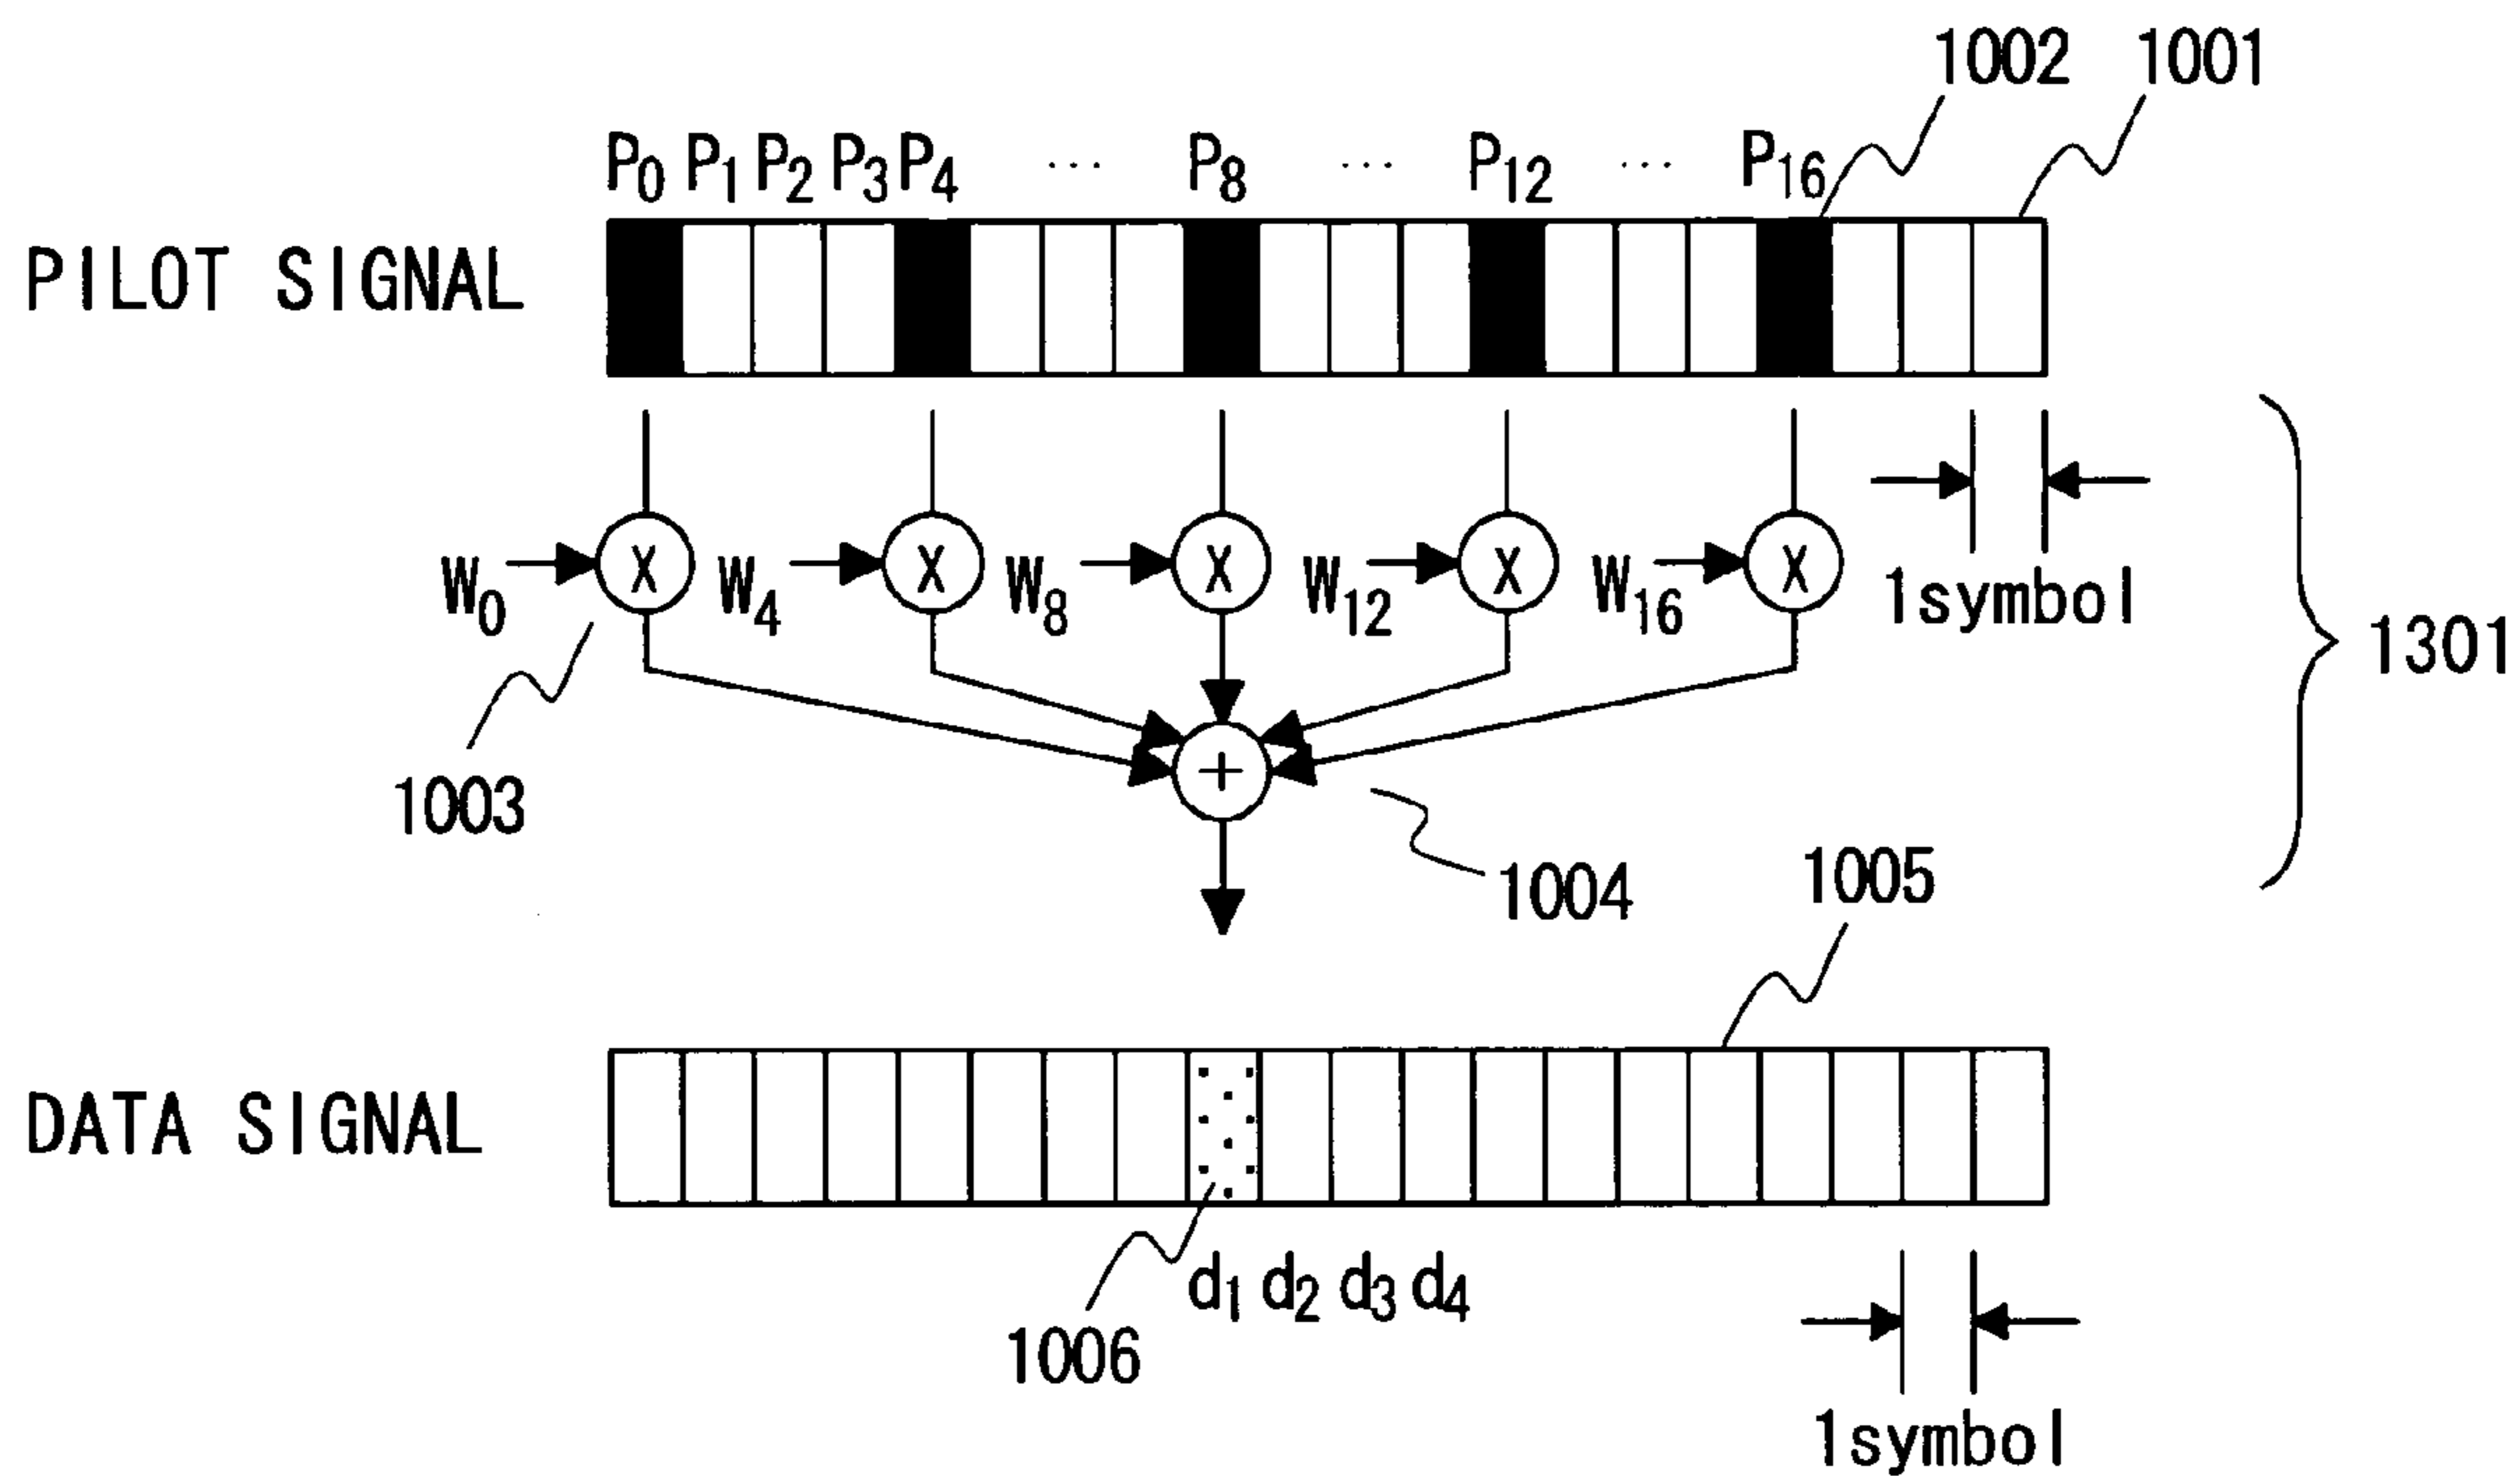 1002 1001
P0 P1 P2 P3 P4 ... P8 ... P12 ... P16
PILOT SIGNAL
W0 X W4 X W8 X W12 X W16 X
1symbol
1301
+
1003
1004
1005
DATA SIGNAL
d1 d2 d3 d4
1006
1symbol